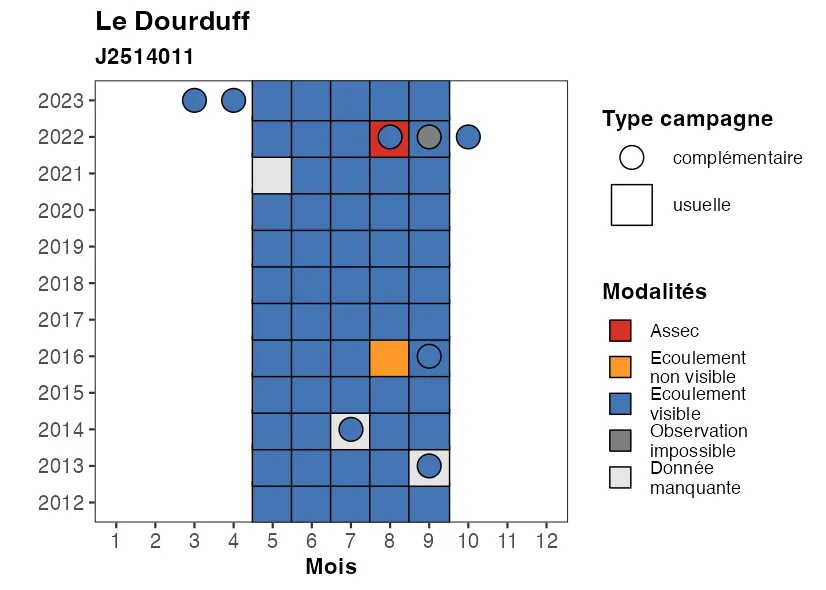 Le Dourduff
J2514011
2023
2022
2021
2020
2019
2018
2017
2016
2015
2014
2013
2012
1 2 3 4 5 6 7 8 9 10 11 12
Mois
Type campagne
complémentaire
usuelle
Modalités
Assec
Ecoulement
non visible
Ecoulement
visible
Observation
impossible
Donnée
manquante